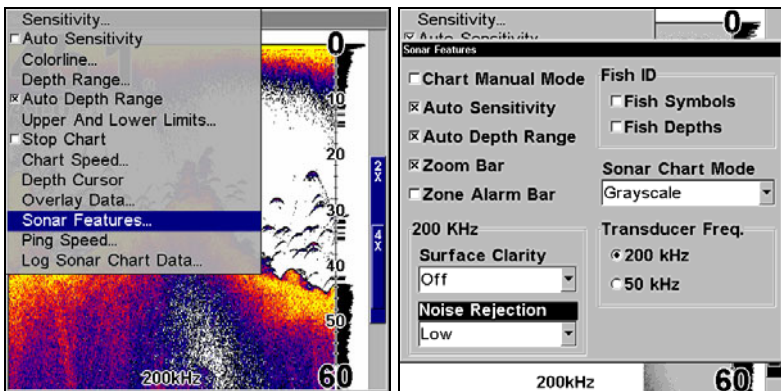 Sensitivity...
Auto Sensitivity
Colorline...
Depth Range...
Auto Depth Range
Upper And Lower Limits...
Stop Chart
Chart Speed...
Depth Cursor
Overlay Data...
Sonar Features...
Ping Speed...
Log Sonar Chart Data...
0
10
20
30
40
50
60
2X
4X
200kHz
Sensitivity...
Auto Sensitivity
0
Sonar Features
Chart Manual Mode
Auto Sensitivity
Auto Depth Range
Zoom Bar
Zone Alarm Bar
Fish ID
Fish Symbols
Fish Depths
Sonar Chart Mode
Grayscale
200 KHz
Surface Clarity
Off
Noise Rejection
Low
Transducer Freq.
200 kHz
50 kHz
200kHz
60